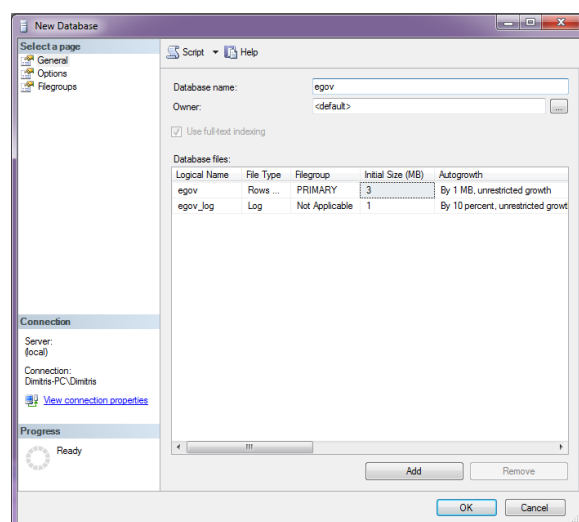 New Database
Select a page
General
Options
Filegroups
Script Help
Database name: egov
Owner: <default> ...
Use full-text indexing
Database files:
Logical Name File Type Filegroup Initial Size (MB) Autogrowth
egov Rows ... PRIMARY 3 By 1 MB, unrestricted growth
egov_log Log Not Applicable 1 By 10 percent, unrestricted growt
Connection
Server:
(local)
Connection:
Dimitris-PC\Dimitris
View connection properties
Progress
Ready
Add Remove
OK Cancel